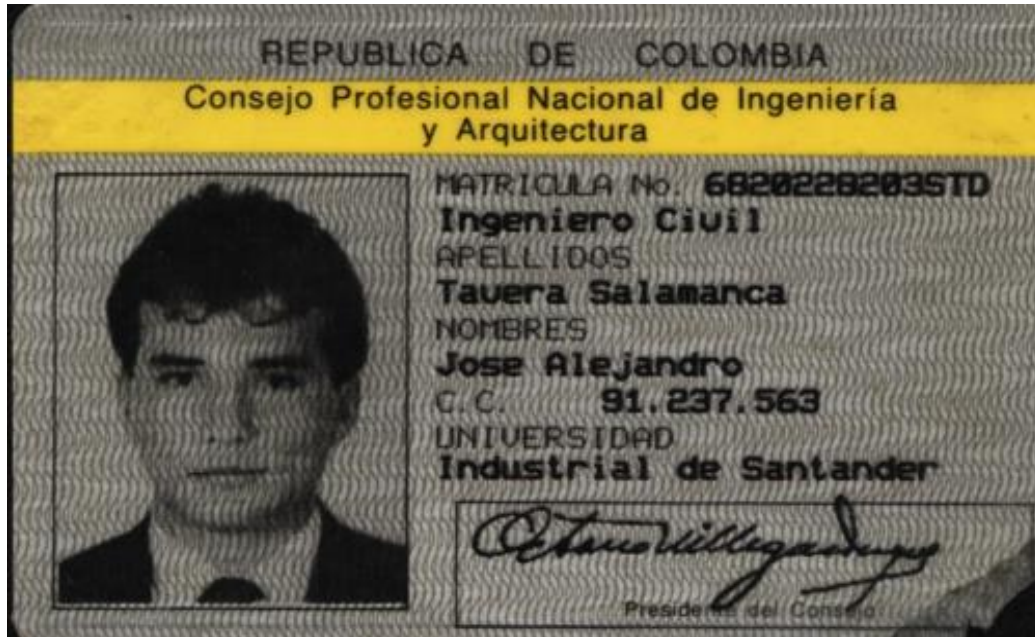 REPUBLICA DE COLOMBIA
Consejo Profesional Nacional de Ingeniería
y Arquitectura
MATRICULA No. 6820228203STD
Ingeniero Civil
APELLIDOS
Tavera Salamanca
NOMBRES
Jose Alejandro
C.C. 91.237.563
UNIVERSIDAD
Industrial de Santander
Presidente del Consejo